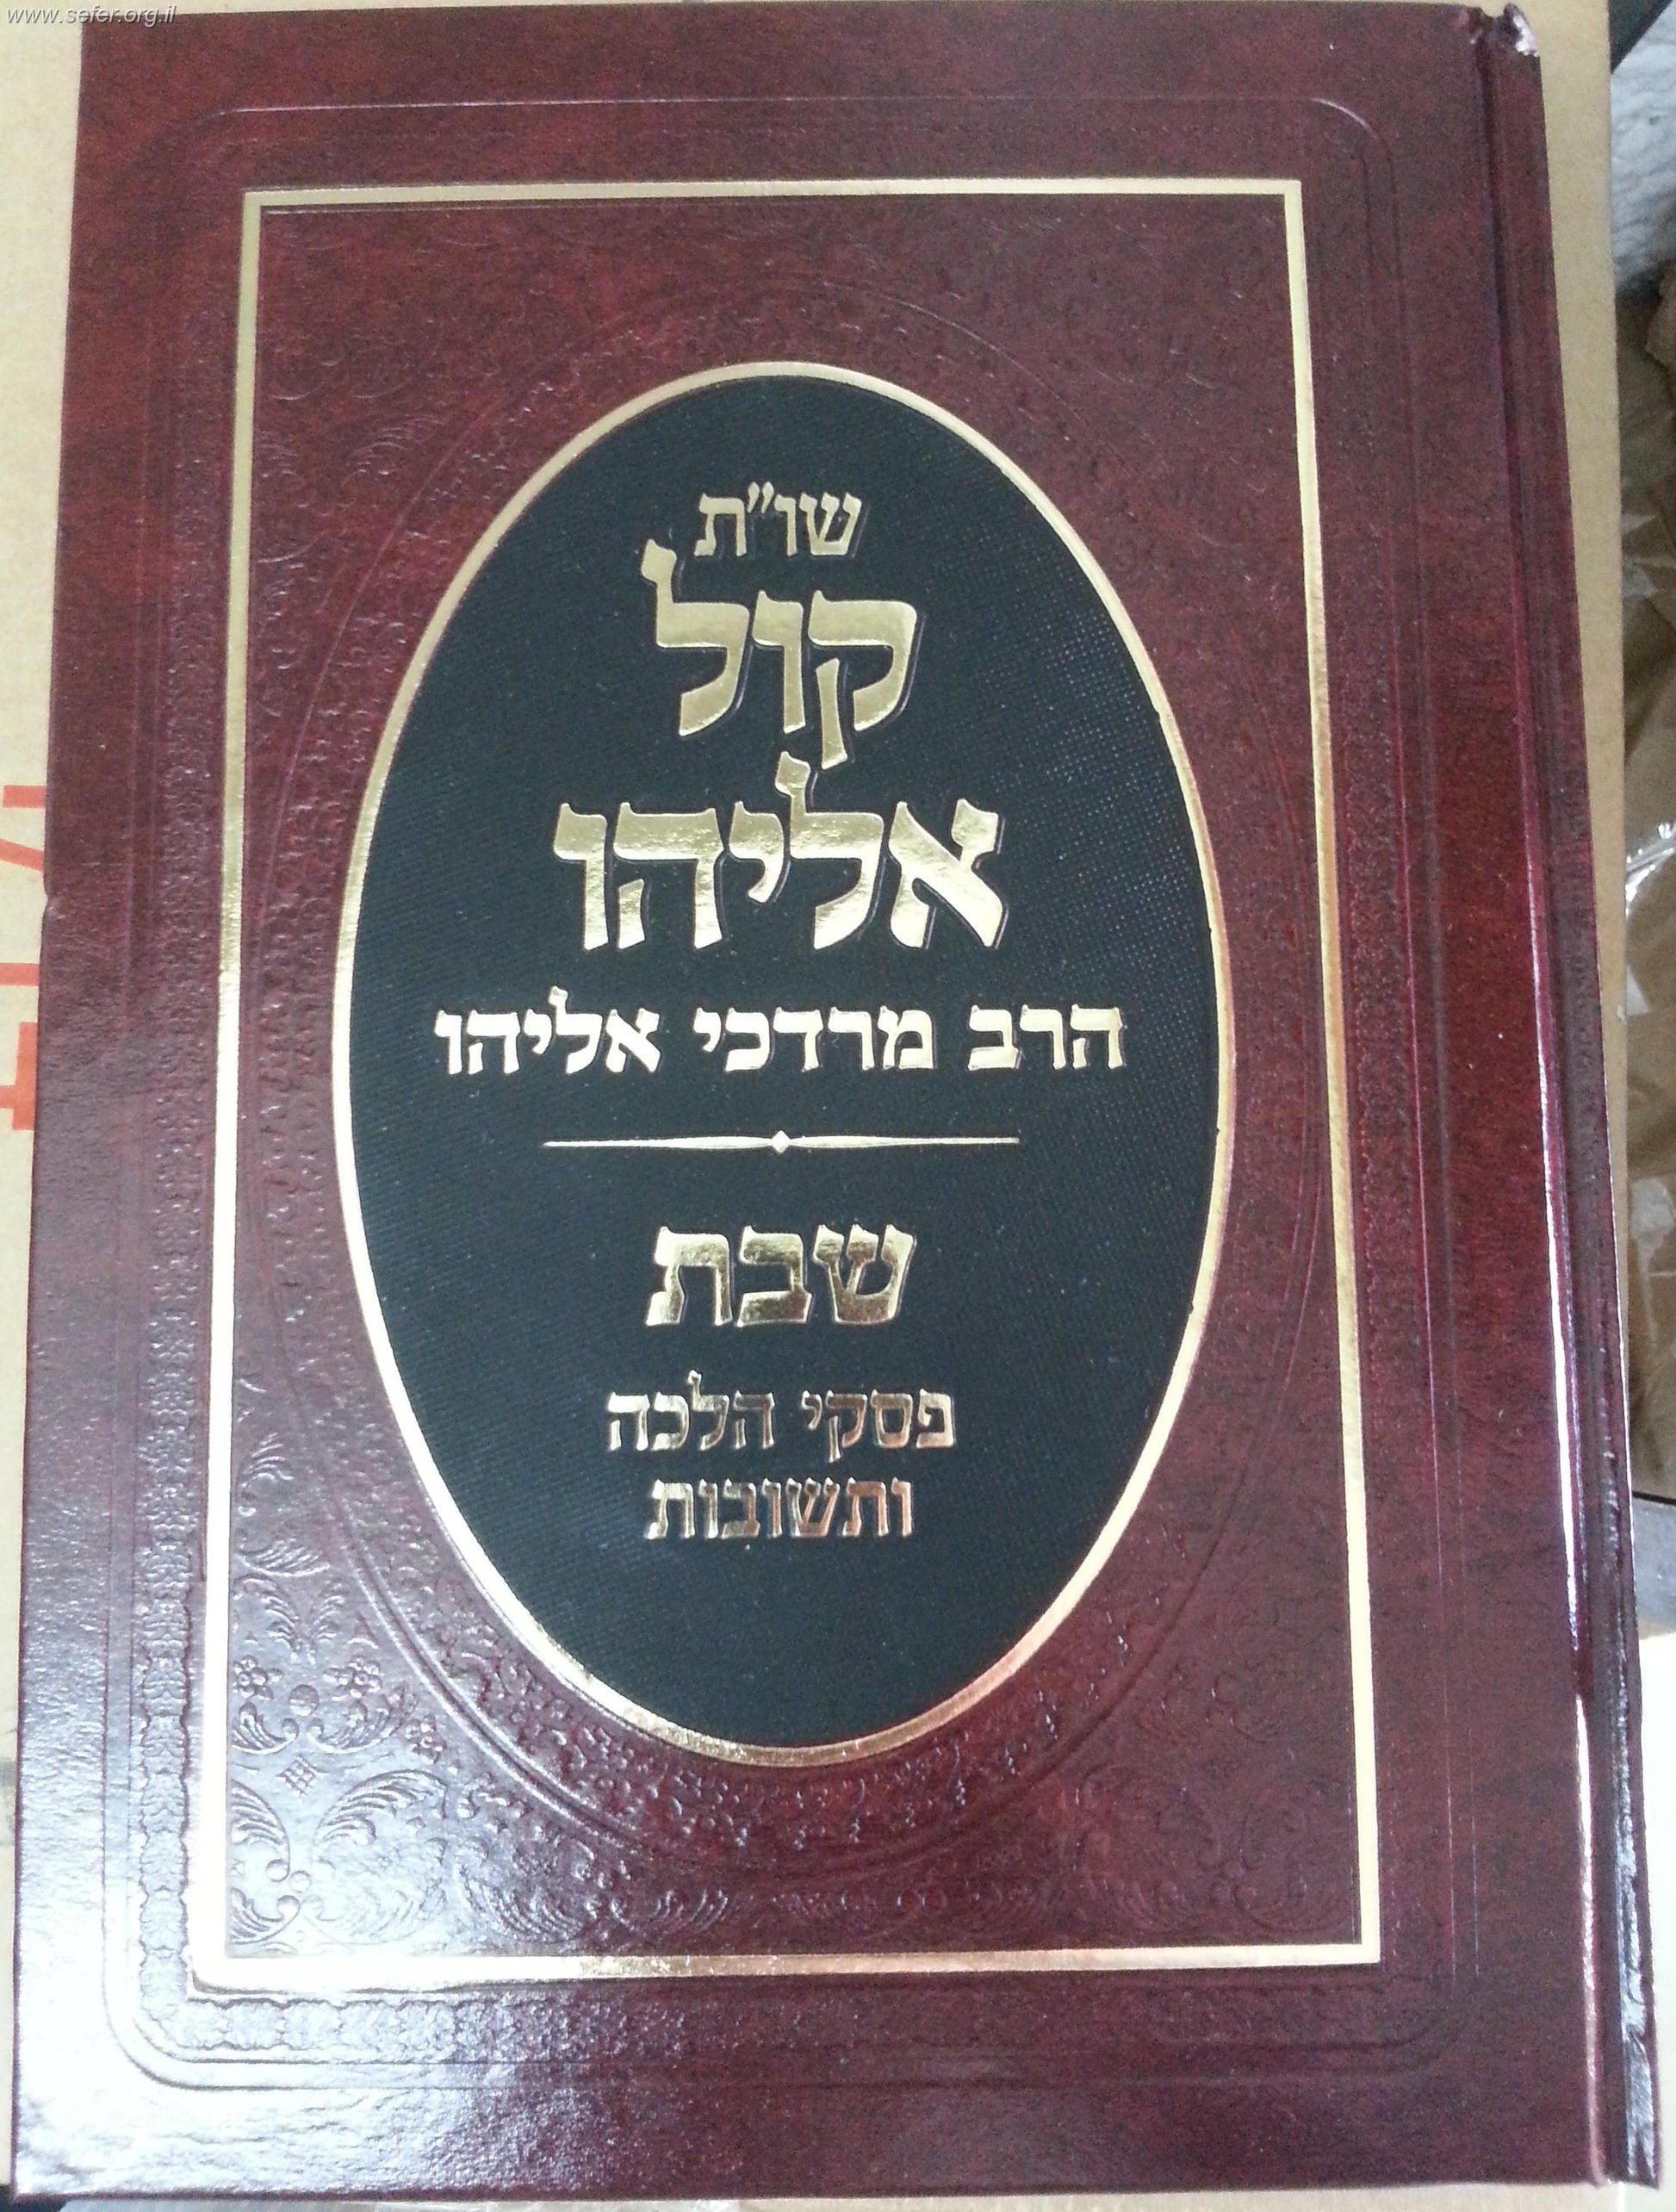 www.sefer.org.il
שו"ת
קול
אליהו
הרב מרדכי אליהו
שבת
פסקי הלכה
ותשובות